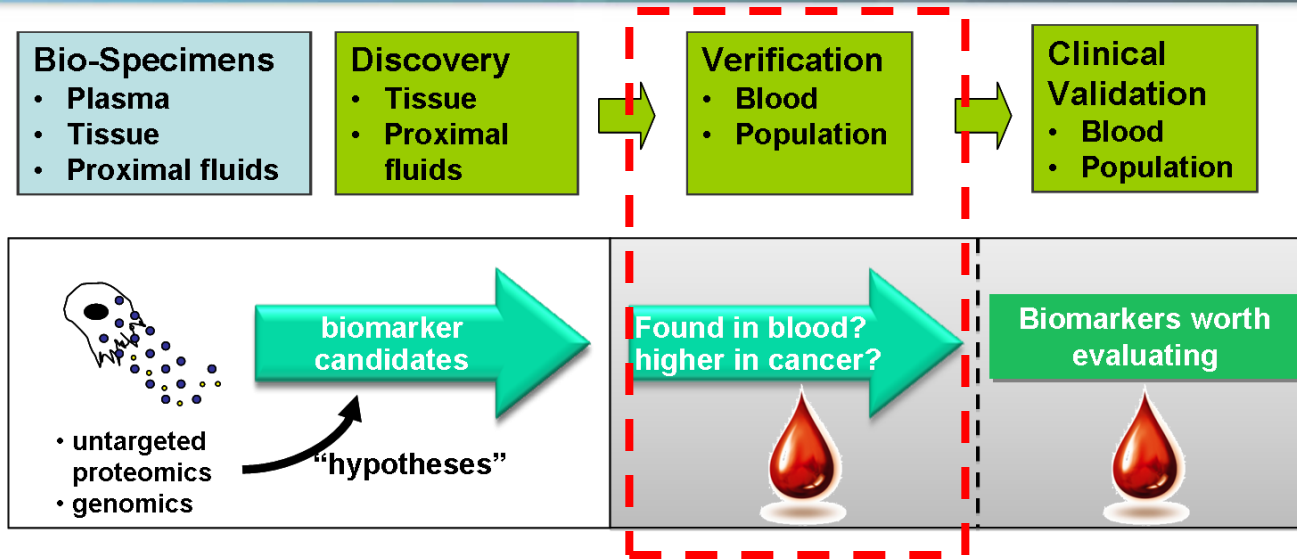 Bio-Specimens
• Plasma
• Tissue
• Proximal fluids
Discovery
• Tissue
• Proximal
fluids
Verification
• Blood
• Population
Clinical
Validation
• Blood
• Population
biomarker
candidates
Found in blood?
higher in cancer?
Biomarkers worth
evaluating
• untargeted
proteomics
• genomics
“hypotheses”